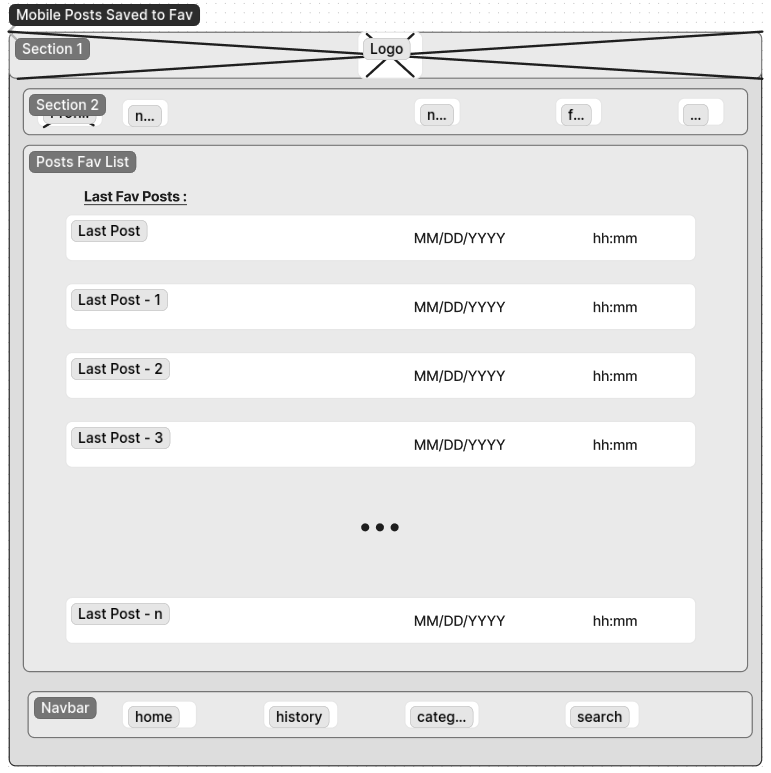 Mobile Posts Saved to Fav
Section 1
Logo
Section 2
n...
n...
f...
...
Posts Fav List
Last Fav Posts :
Last Post MM/DD/YYYY hh:mm
Last Post - 1 MM/DD/YYYY hh:mm
Last Post - 2 MM/DD/YYYY hh:mm
Last Post - 3 MM/DD/YYYY hh:mm
•••
Last Post - n MM/DD/YYYY hh:mm
Navbar
home
history
categ...
search